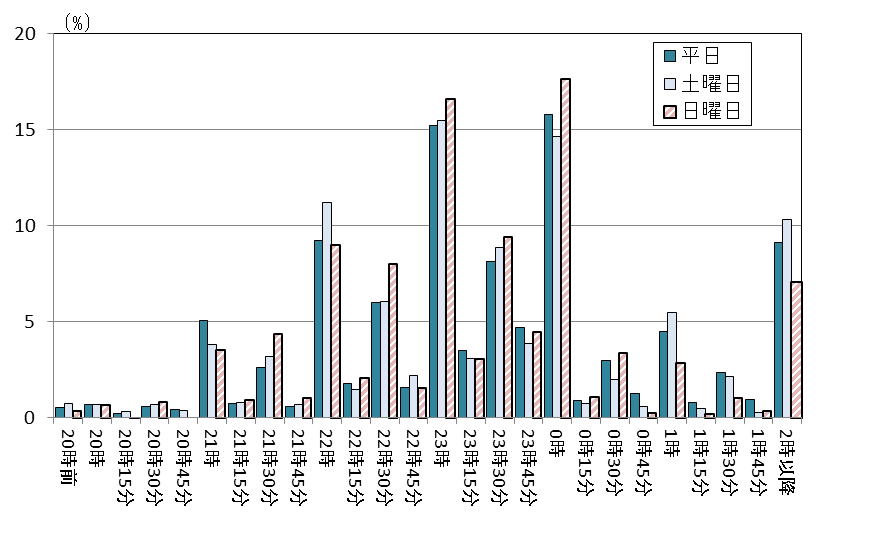 (%)
20
15
10
5
0
平日
土曜日
日曜日
20時前
20時
20時15分
20時30分
20時45分
21時
21時15分
21時30分
21時45分
22時
22時15分
22時30分
22時45分
23時
23時15分
23時30分
23時45分
0時
0時15分
0時30分
0時45分
1時
1時15分
1時30分
1時45分
2時以降